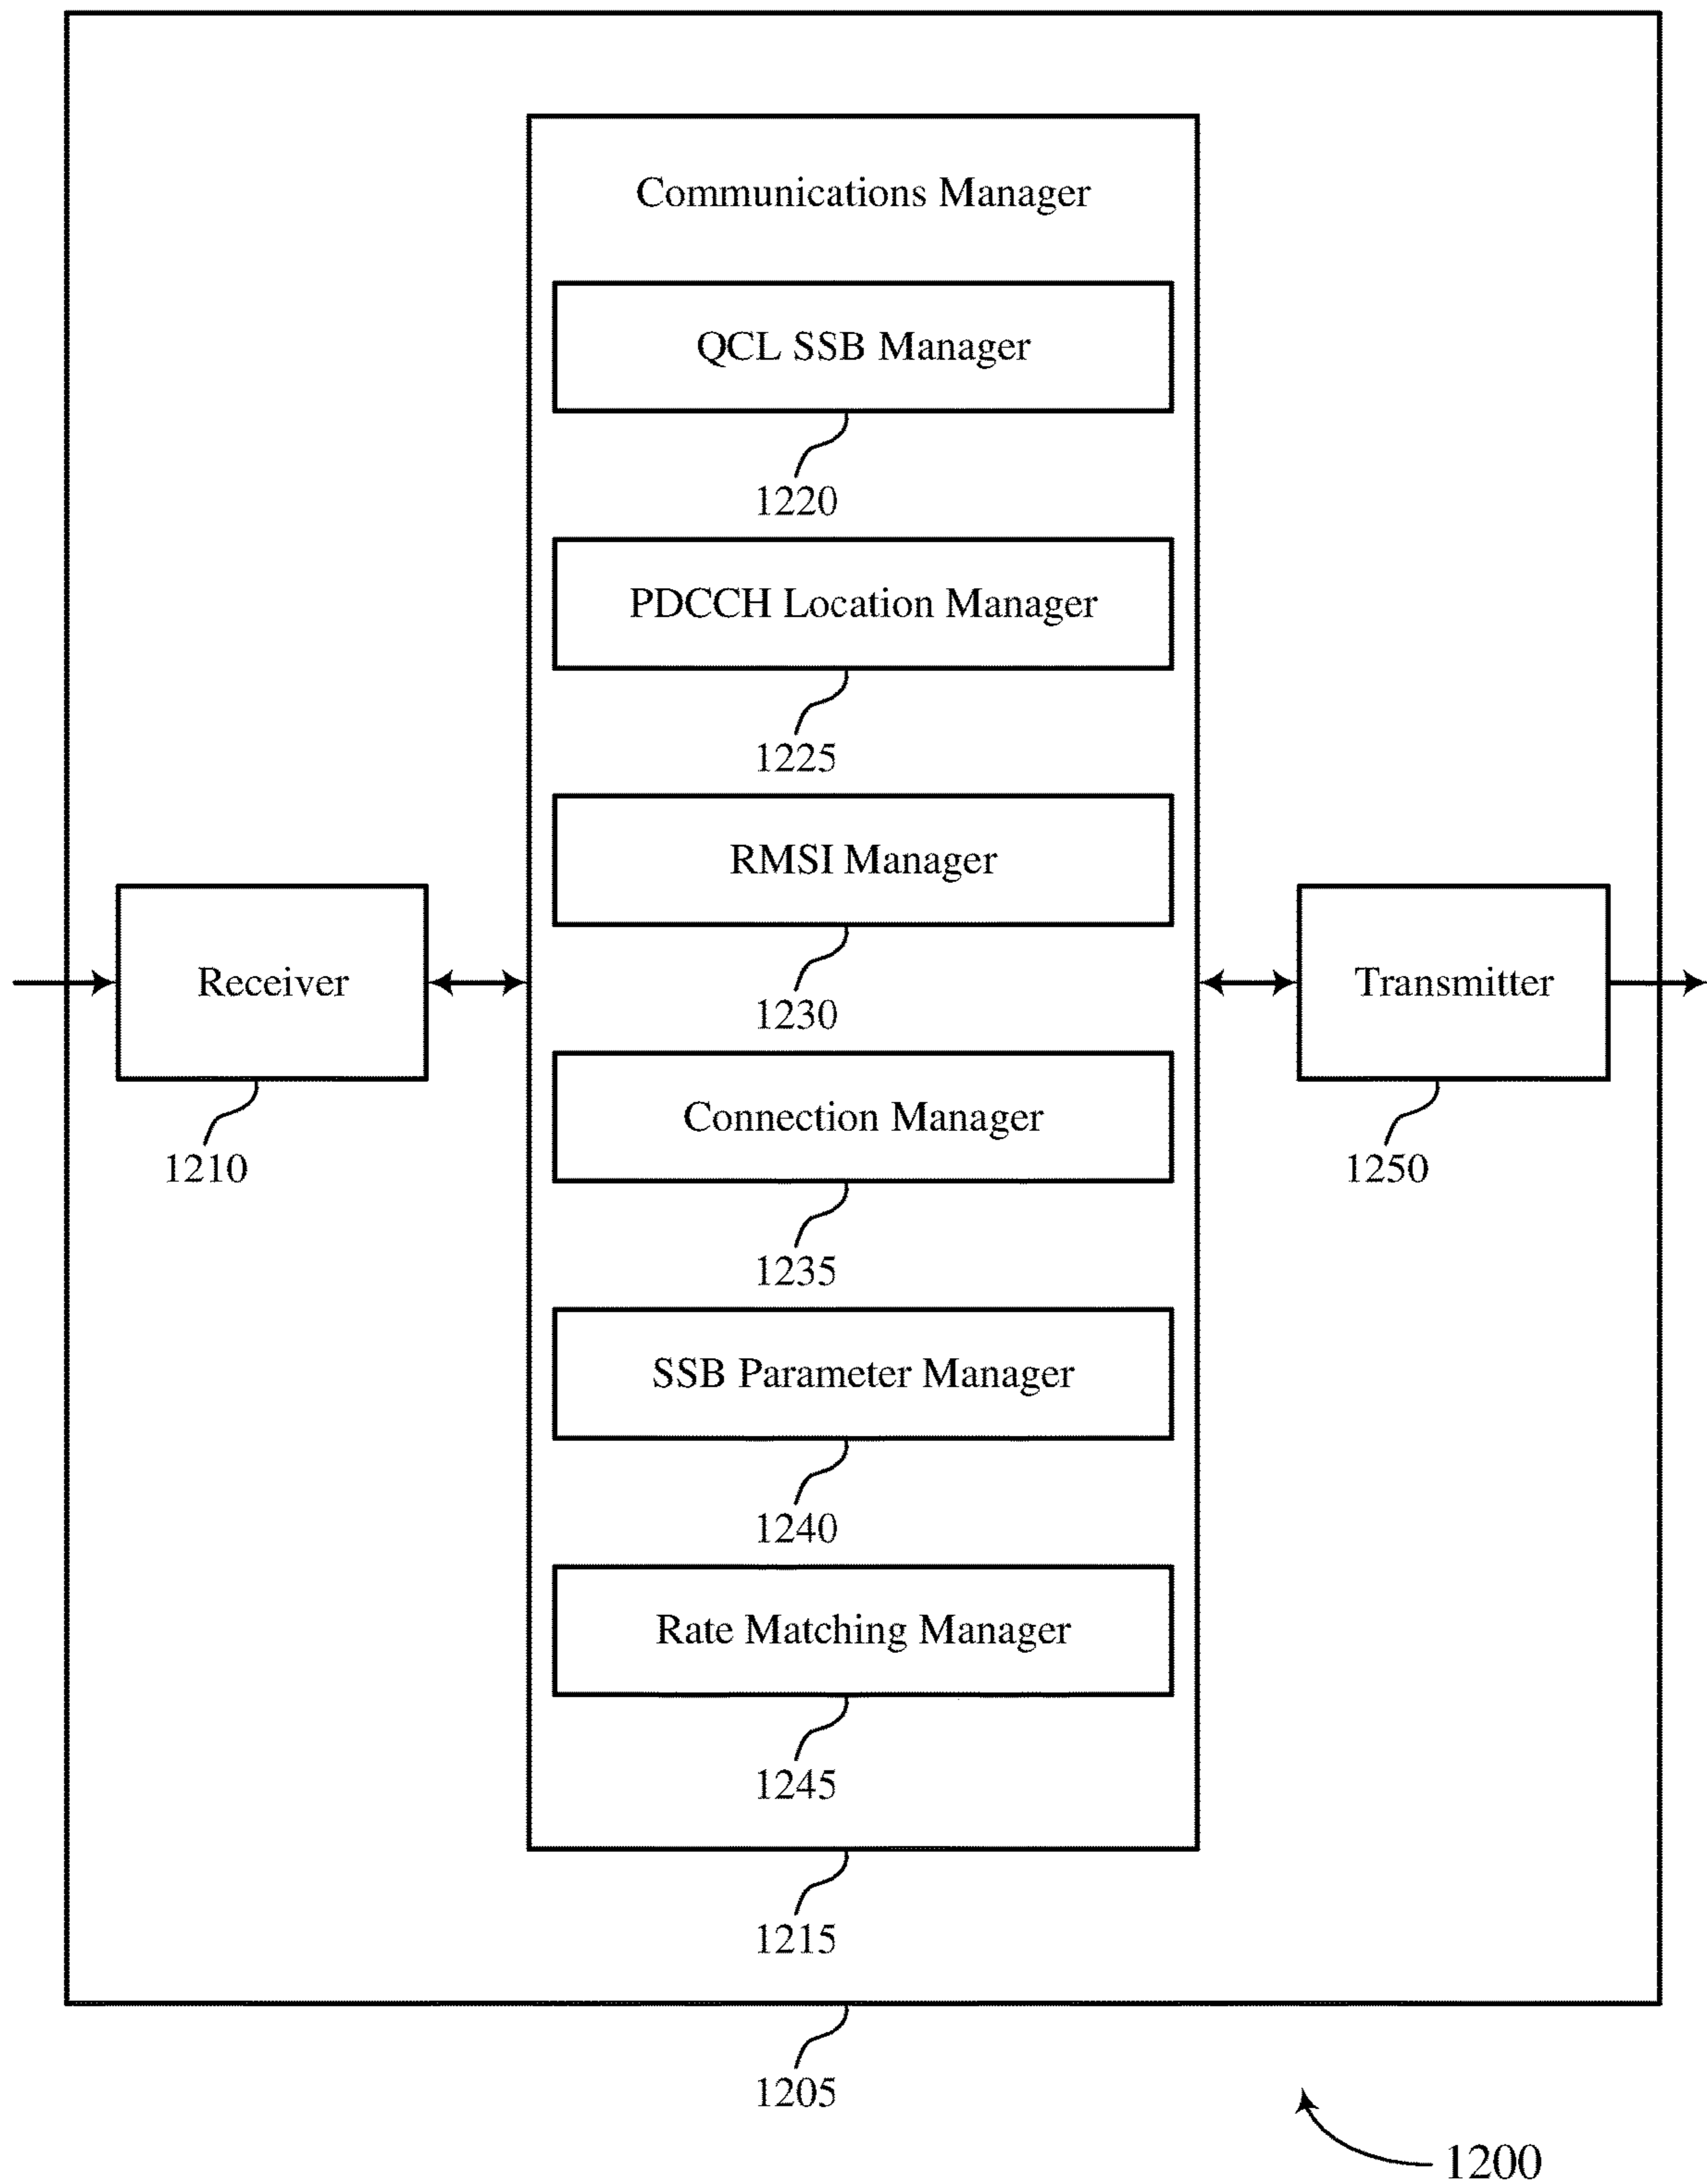 Communications Manager
QCL SSB Manager
1220
PDCCH Location Manager
1225
RMSI Manager
1230
Receiver
1210
Transmitter
1250
Connection Manager
1235
SSB Parameter Manager
1240
Rate Matching Manager
1245
1215
1205
1200